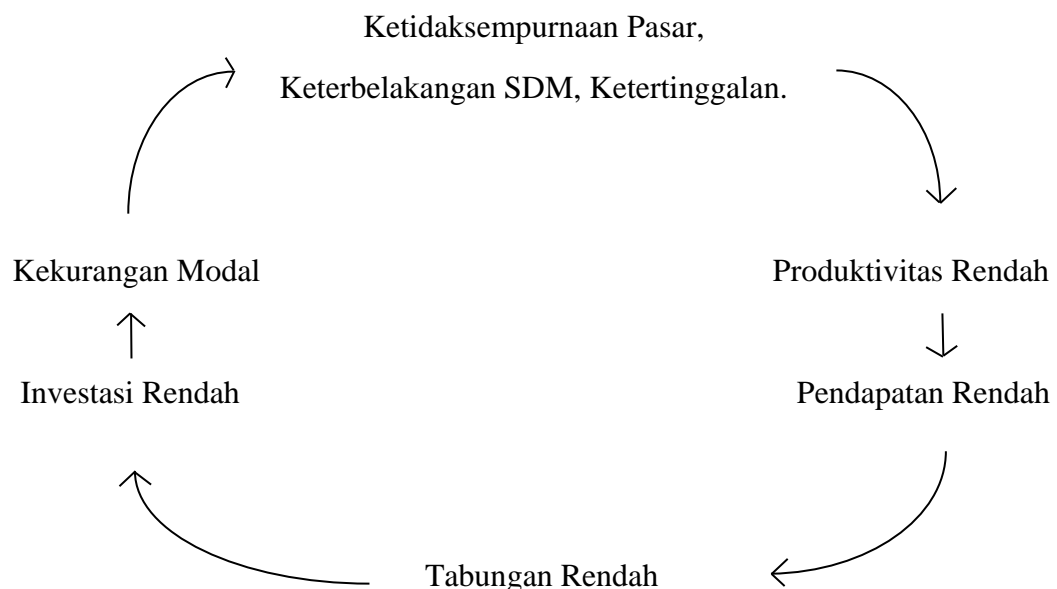 Ketidaksempurnaan Pasar,
Keterbelakangan SDM, Ketertinggalan.
Kekurangan Modal
Produktivitas Rendah
Investasi Rendah
Pendapatan Rendah
Tabungan Rendah